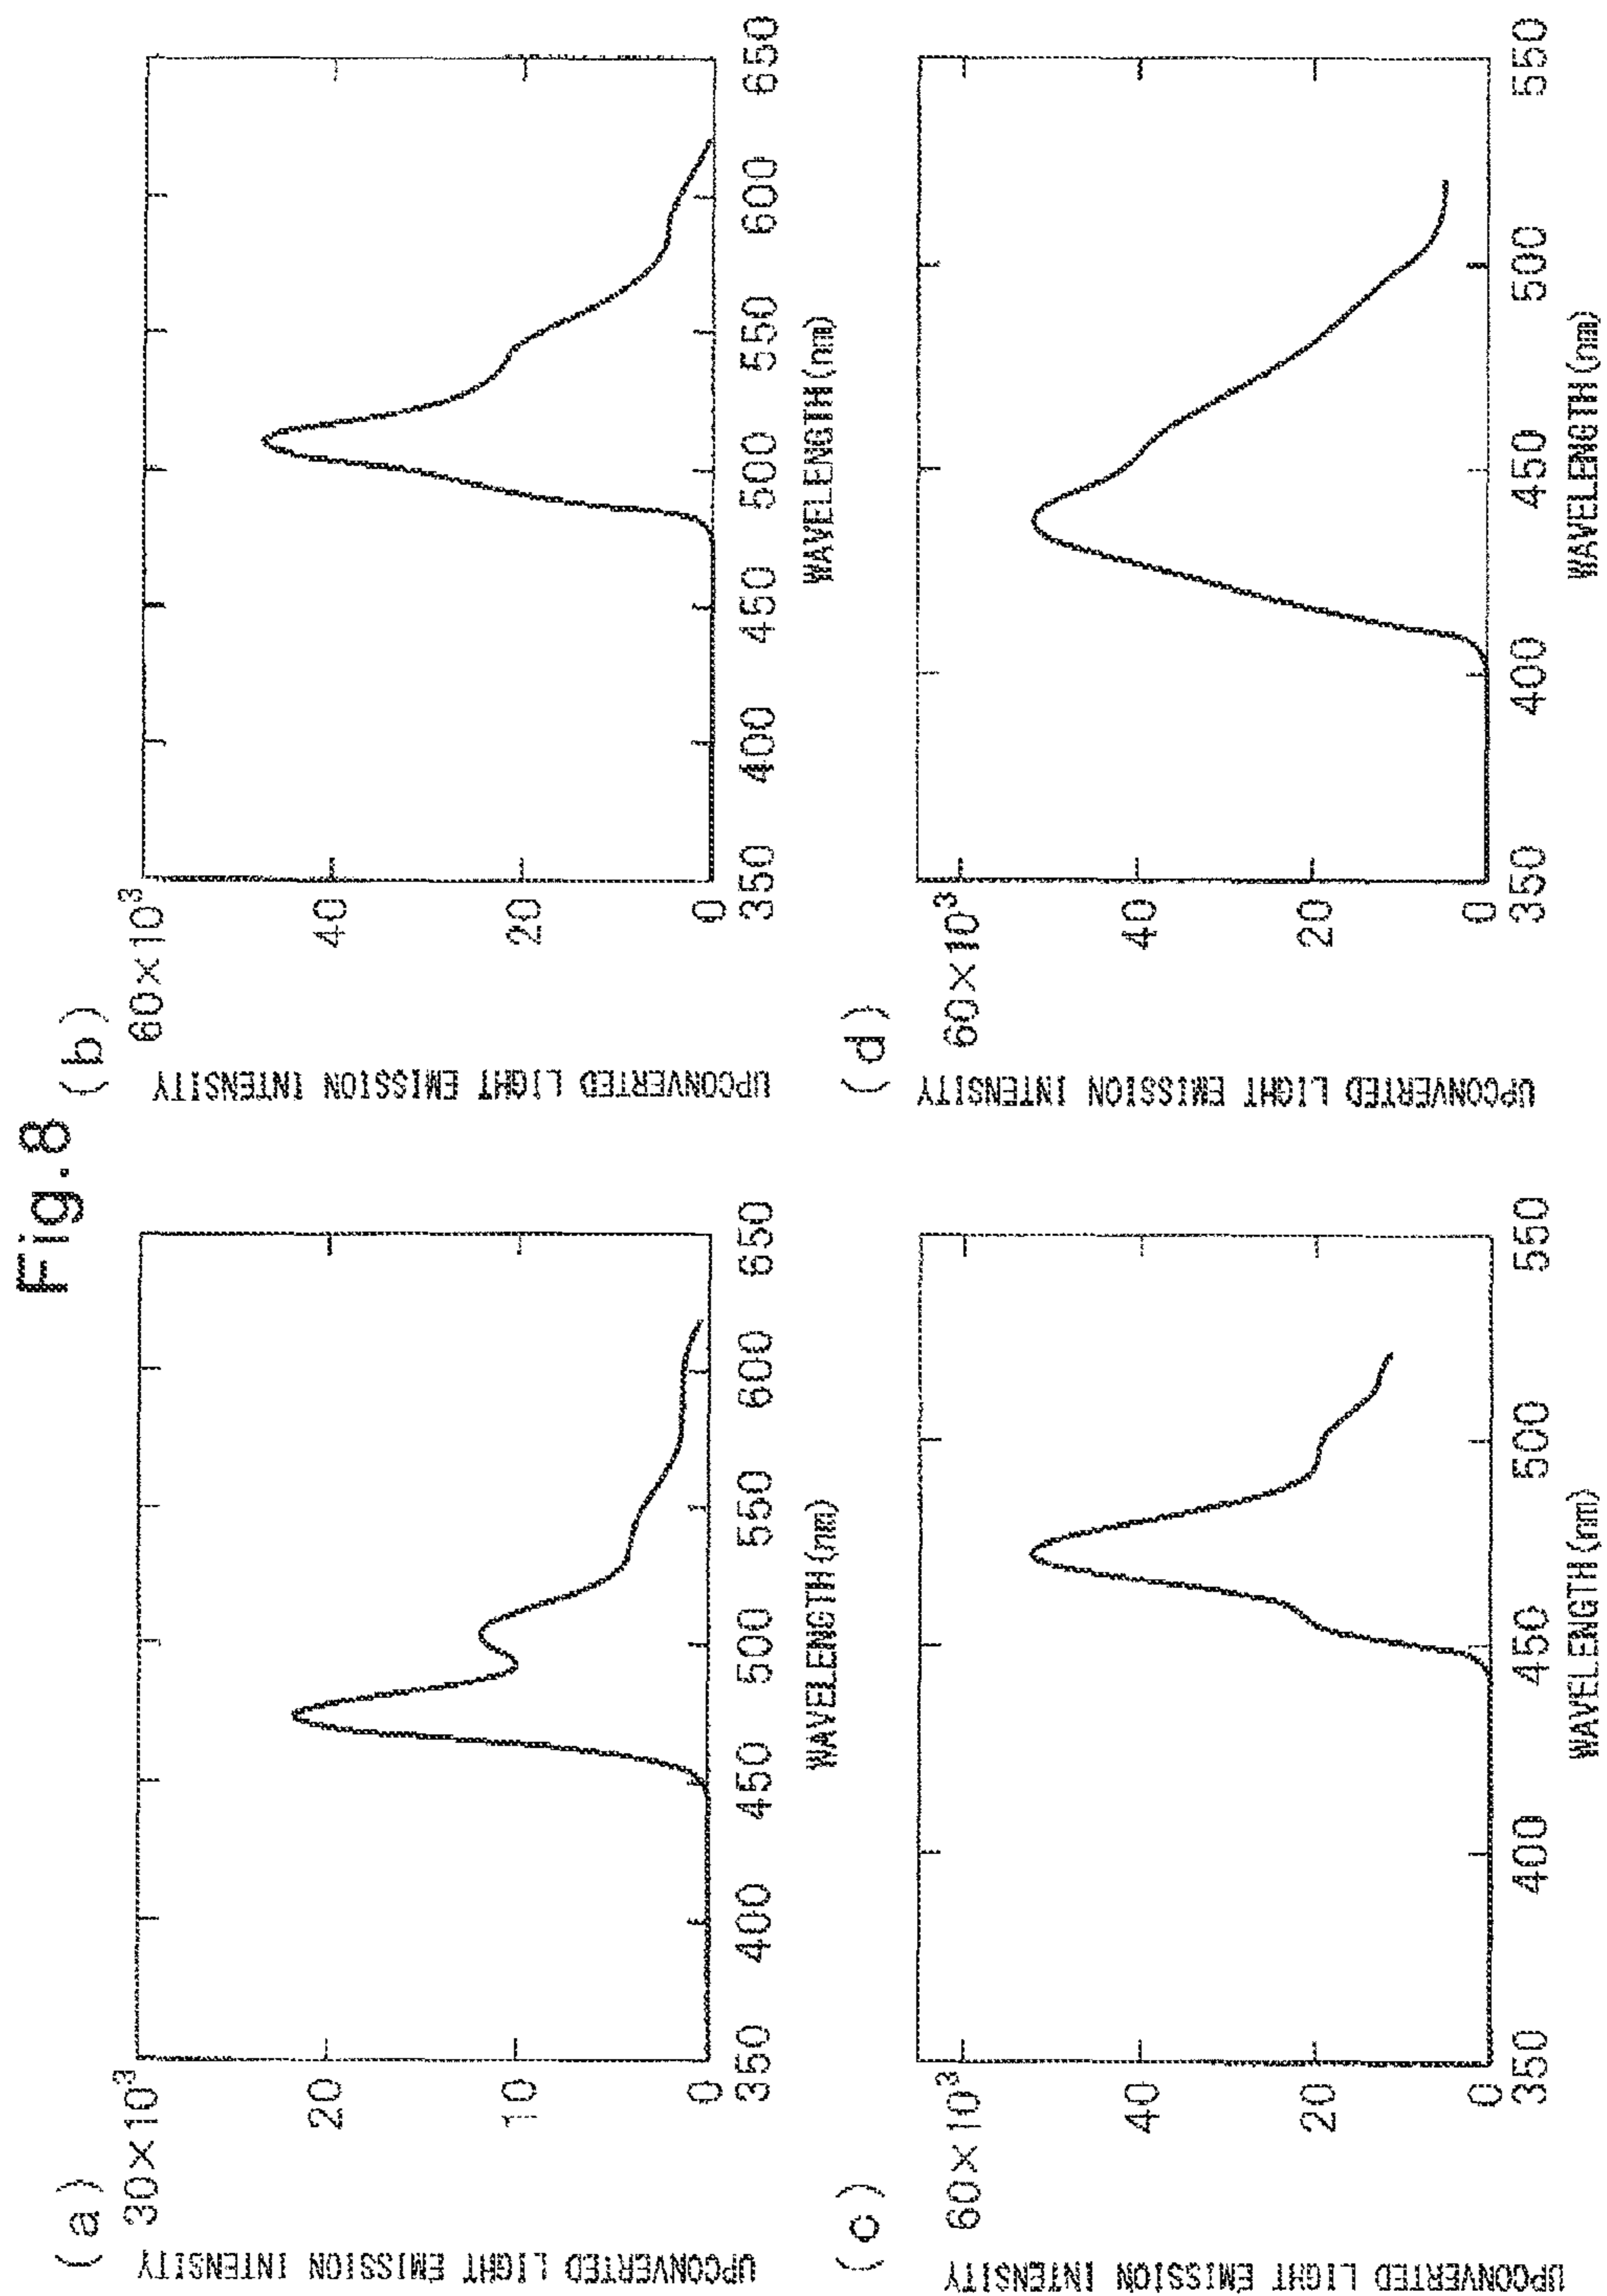 Fig.8
(a)
30×10³
20
10
0
350 400 450 500 550 600 650
WAVELENGTH(nm)
UPCONVERTED LIGHT EMISSION INTENSITY
(b)
60×10³
40
20
0
350 400 450 500 550 600 650
WAVELENGTH(nm)
UPCONVERTED LIGHT EMISSION INTENSITY
(c)
60×10³
40
20
0
350 400 450 500 550
WAVELENGTH(nm)
UPCONVERTED LIGHT EMISSION INTENSITY
(d)
60×10³
40
20
0
350 400 450 500 550
WAVELENGTH(nm)
UPCONVERTED LIGHT EMISSION INTENSITY